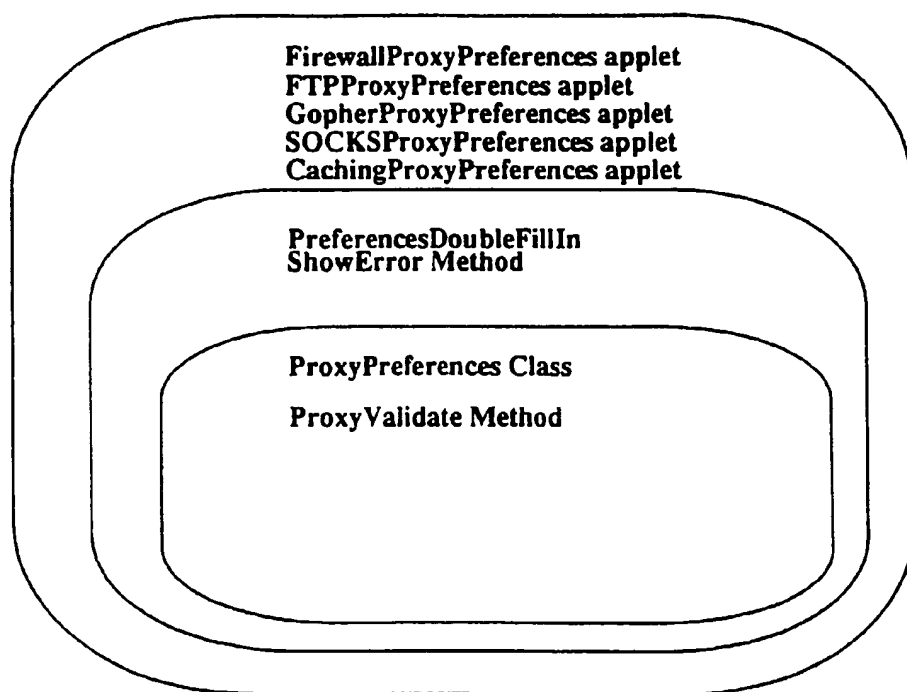 FirewallProxyPreferences applet
FTPProxyPreferences applet
GopherProxyPreferences applet
SOCKSProxyPreferences applet
CachingProxyPreferences applet
PreferencesDoubleFillIn
ShowError Method
ProxyPreferences Class
ProxyValidate Method